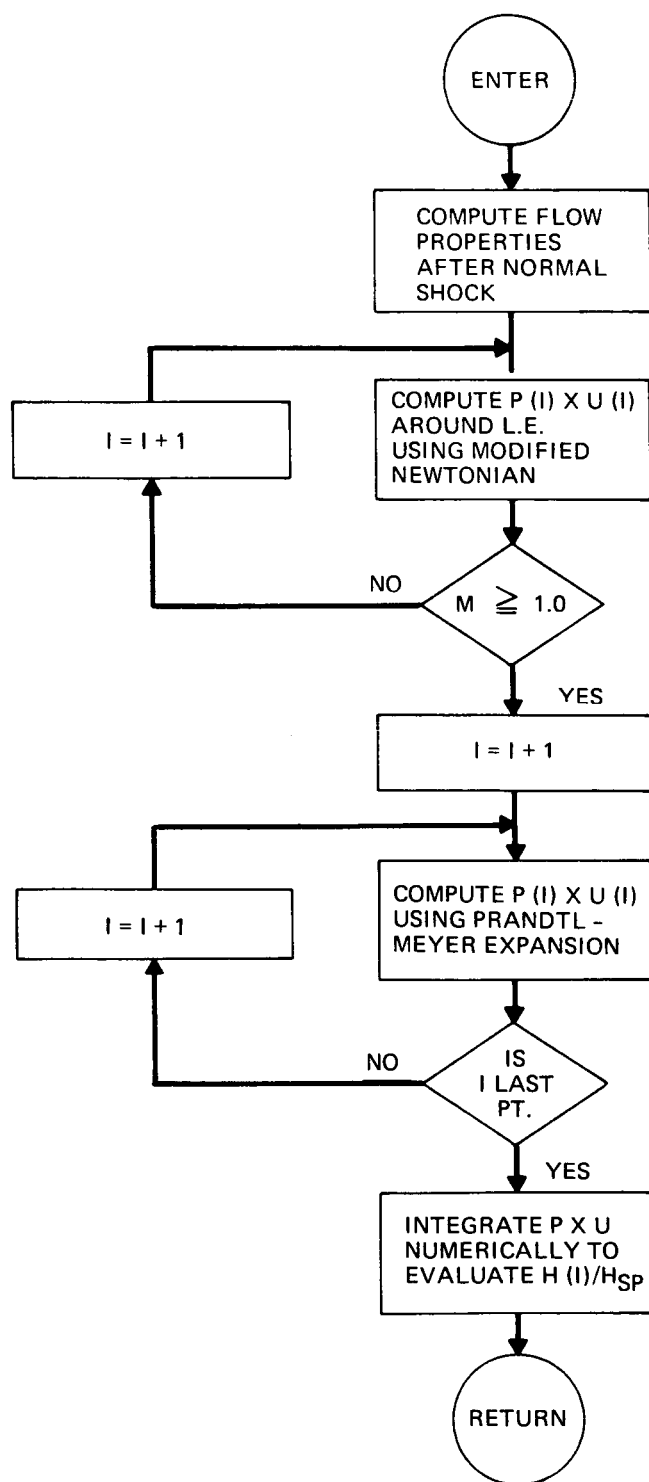 ENTER
COMPUTE FLOW
PROPERTIES
AFTER NORMAL
SHOCK
I = I + 1
COMPUTE P (I) X U (I)
AROUND L.E.
USING MODIFIED
NEWTONIAN
NO
M ≧ 1.0
YES
I = I + 1
I = I + 1
COMPUTE P (I) X U (I)
USING PRANDTL -
MEYER EXPANSION
NO
IS
I LAST
PT.
YES
INTEGRATE P X U
NUMERICALLY TO
EVALUATE H (I)/HSP
RETURN